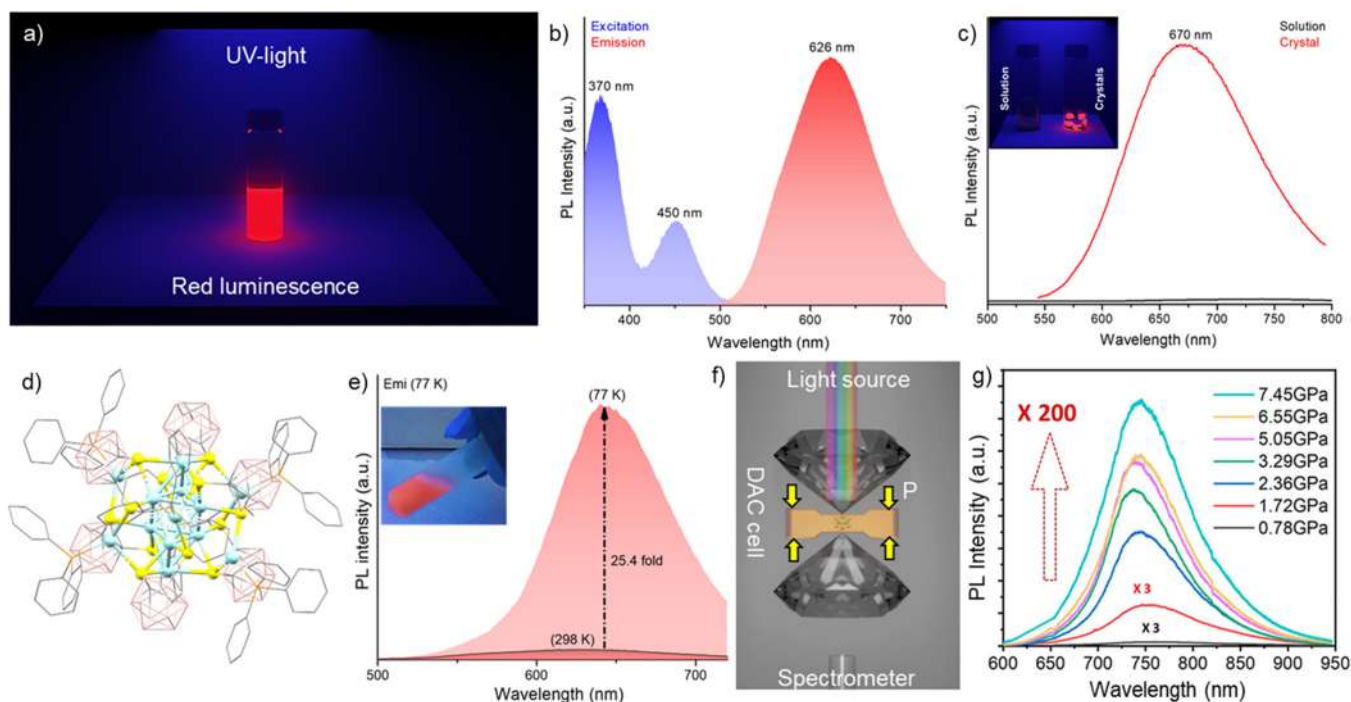 a)
UV-light
Red luminescence
b)
Excitation
Emission
370 nm
450 nm
626 nm
PL Intensity (a.u.)
400
500
600
700
Wavelength (nm)
c)
Solution
Crystal
670 nm
Solution
Crystals
PL Intensity (a.u.)
500
550
600
650
700
750
800
Wavelength (nm)
d)
e)
Emi (77 K)
(77 K)
25.4 fold
(298 K)
PL intensity (a.u.)
500
600
700
Wavelength (nm)
f)
Light source
DAC cell
P
Spectrometer
g)
X 200
7.45GPa
6.55GPa
5.05GPa
3.29GPa
2.36GPa
1.72GPa
0.78GPa
X 3
X 3
PL Intensity (a.u.)
600
650
700
750
800
850
900
950
Wavelength (nm)